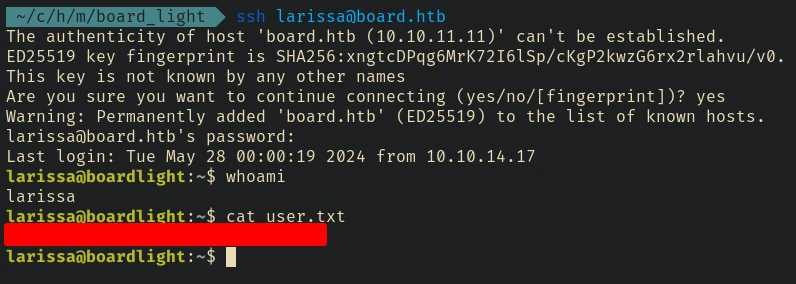 ~/c/h/m/board_light ssh larissa@board.htb
The authenticity of host 'board.htb (10.10.11.11)' can't be established.
ED25519 key fingerprint is SHA256:xngtcDPqg6MrK72I6lSp/cKgP2kwzG6rx2rlahvu/v0.
This key is not known by any other names
Are you sure you want to continue connecting (yes/no/[fingerprint])? yes
Warning: Permanently added 'board.htb' (ED25519) to the list of known hosts.
larissa@board.htb's password:
Last login: Tue May 28 00:00:19 2024 from 10.10.14.17
larissa@boardlight:~$ whoami
larissa
larissa@boardlight:~$ cat user.txt
larissa@boardlight:~$